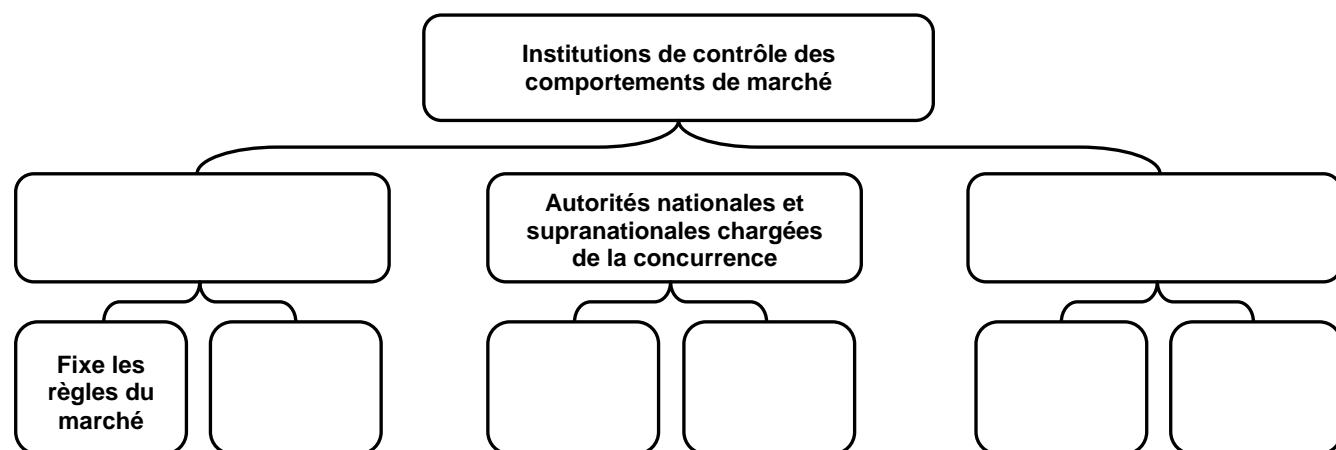 Institutions de contrôle des
comportements de marché
Autorités nationales et
supranationales chargées
de la concurrence
Fixe les
règles du
marché